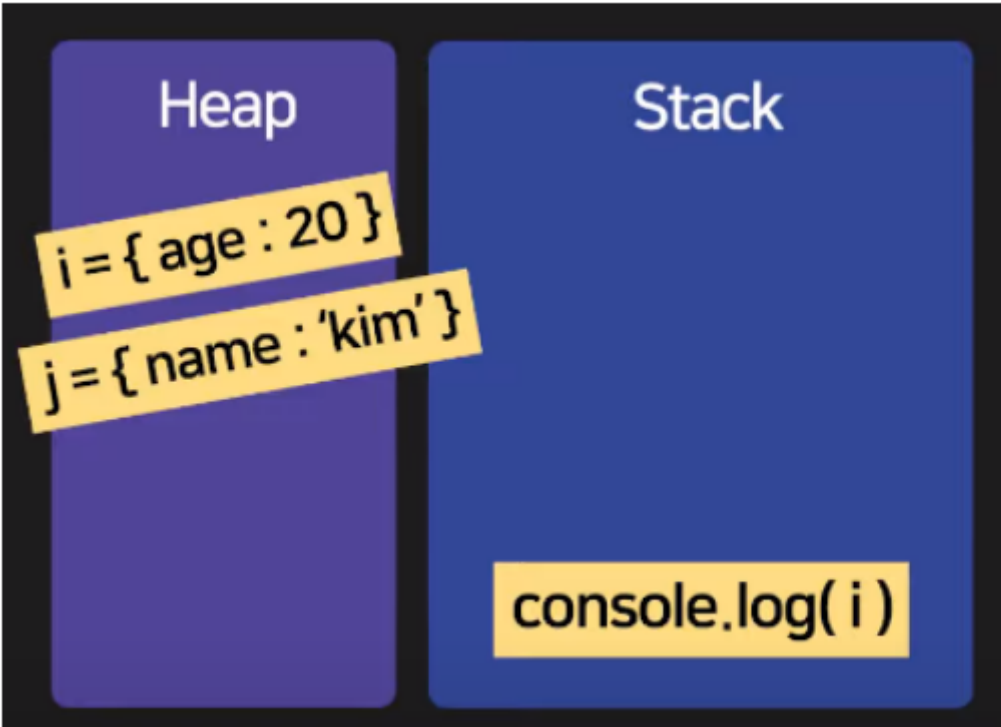 Heap
i = { age : 20 }
j = { name : ‘kim’ }
Stack
console.log( i )